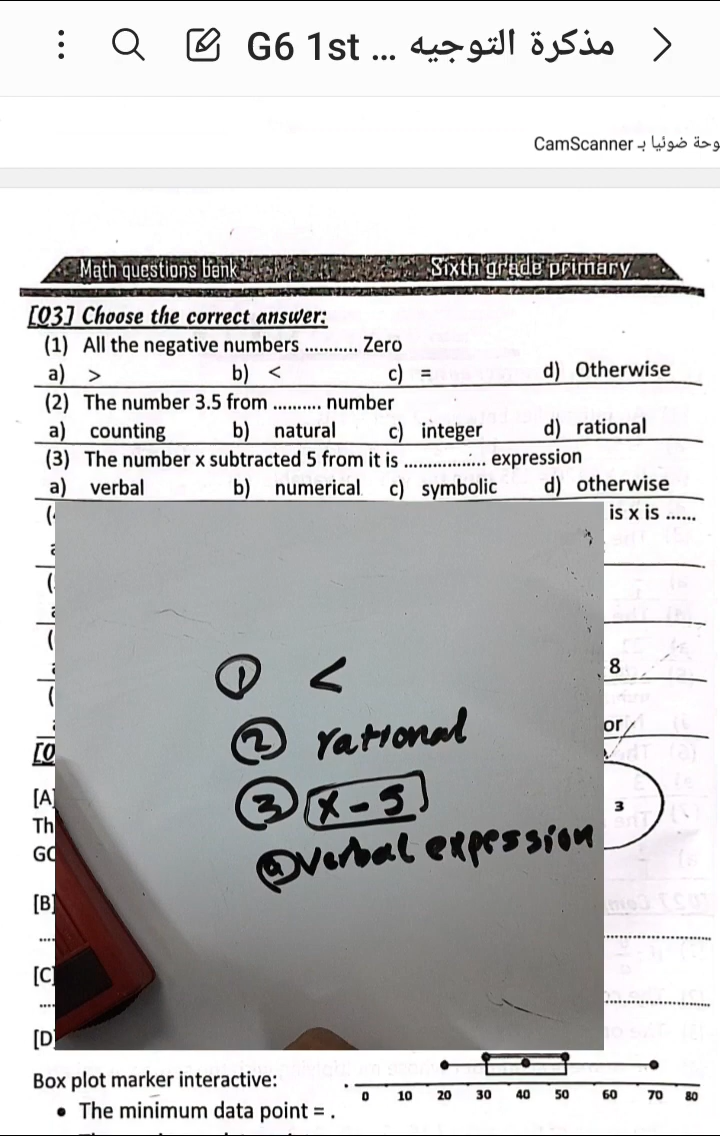 G6 1st ... مذكرة التوجيه
وحة ضوئيا بـ CamScanner
Math questions bank Sixth grade primary
[Q3] Choose the correct answer:
(1) All the negative numbers ........... Zero
a) > b) < c) = d) Otherwise
(2) The number 3.5 from .......... number
a) counting b) natural c) integer d) rational
(3) The number x subtracted 5 from it is ................. expression
a) verbal b) numerical c) symbolic d) otherwise
is x is ......
① <
② rational
8
or
③ x - 5
[A]
3
Th
ⓐ verbal expession
GC
[B]
[C]
[D]
Box plot marker interactive:
0 10 20 30 40 50 60 70 80
• The minimum data point = .